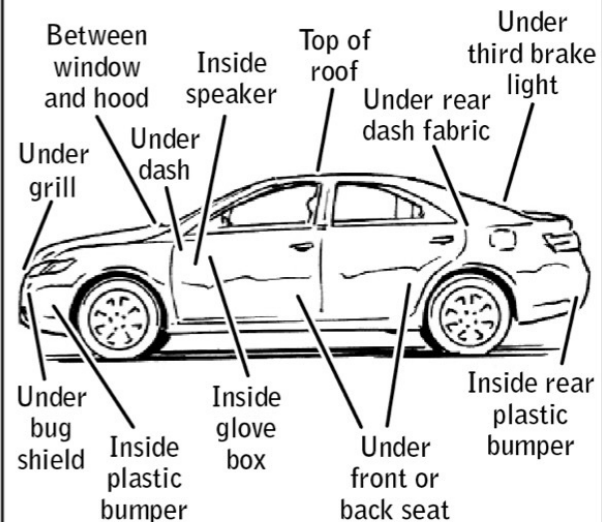 Between
window
and hood
Inside
speaker
Top of
roof
Under
third brake
light
Under rear
dash fabric
Under
dash
Under
grill
Under
bug
shield
Inside
plastic
bumper
Inside
glove
box
Under
front or
back seat
Inside rear
plastic
bumper